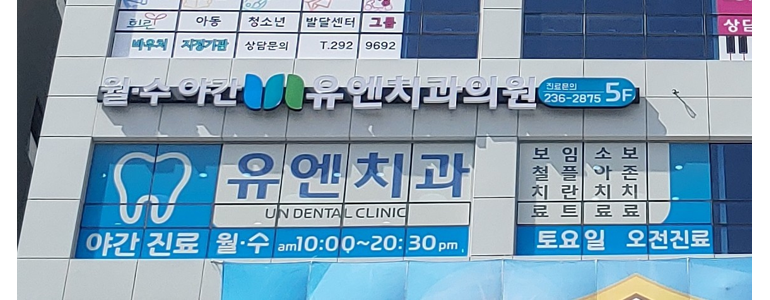 회린 아동 청소년 발달센터 그룹
바우처 지정기관 상담문의 T.292 9692
상담
월·수 야간 유엔치과의원 진료문의 236-2875 5F
유엔치과
UN DENTAL CLINIC
야간 진료 월·수 am10:00~20:30pm
보철치료
임플란트
소아치료
보존치료
토요일 오전진료